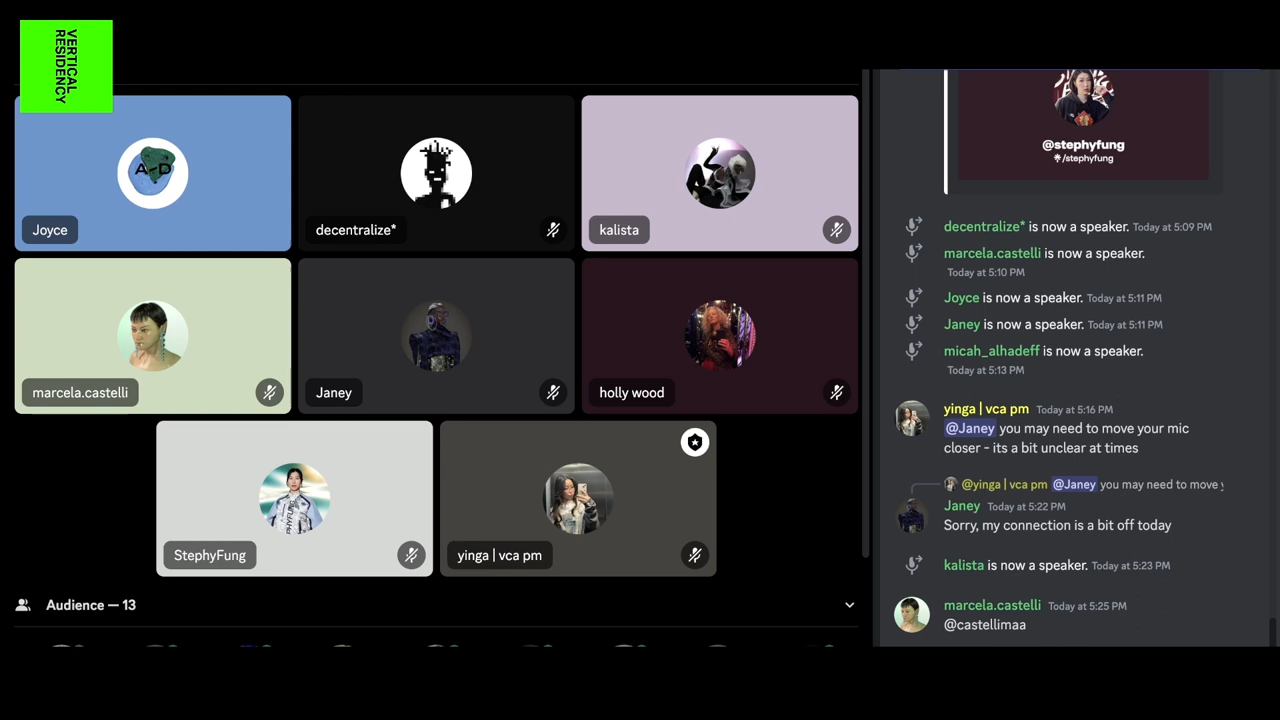 VERTICAL
RESIDENCY
A-D
Joyce
decentralize*
kalista
marcela.castelli
Janey
holly wood
StephyFung
yinga | vca pm
Audience — 13
@stephyfung
/stephyfung
decentralize* is now a speaker. Today at 5:09 PM
marcela.castelli is now a speaker.
Today at 5:10 PM
Joyce is now a speaker. Today at 5:11 PM
Janey is now a speaker. Today at 5:11 PM
micah_alhadeff is now a speaker.
Today at 5:13 PM
yinga | vca pm Today at 5:16 PM
@Janey you may need to move your mic
closer - its a bit unclear at times
@yinga | vca pm @Janey you may need to move
Janey Today at 5:22 PM
Sorry, my connection is a bit off today
kalista is now a speaker. Today at 5:23 PM
marcela.castelli Today at 5:25 PM
@castellimaa